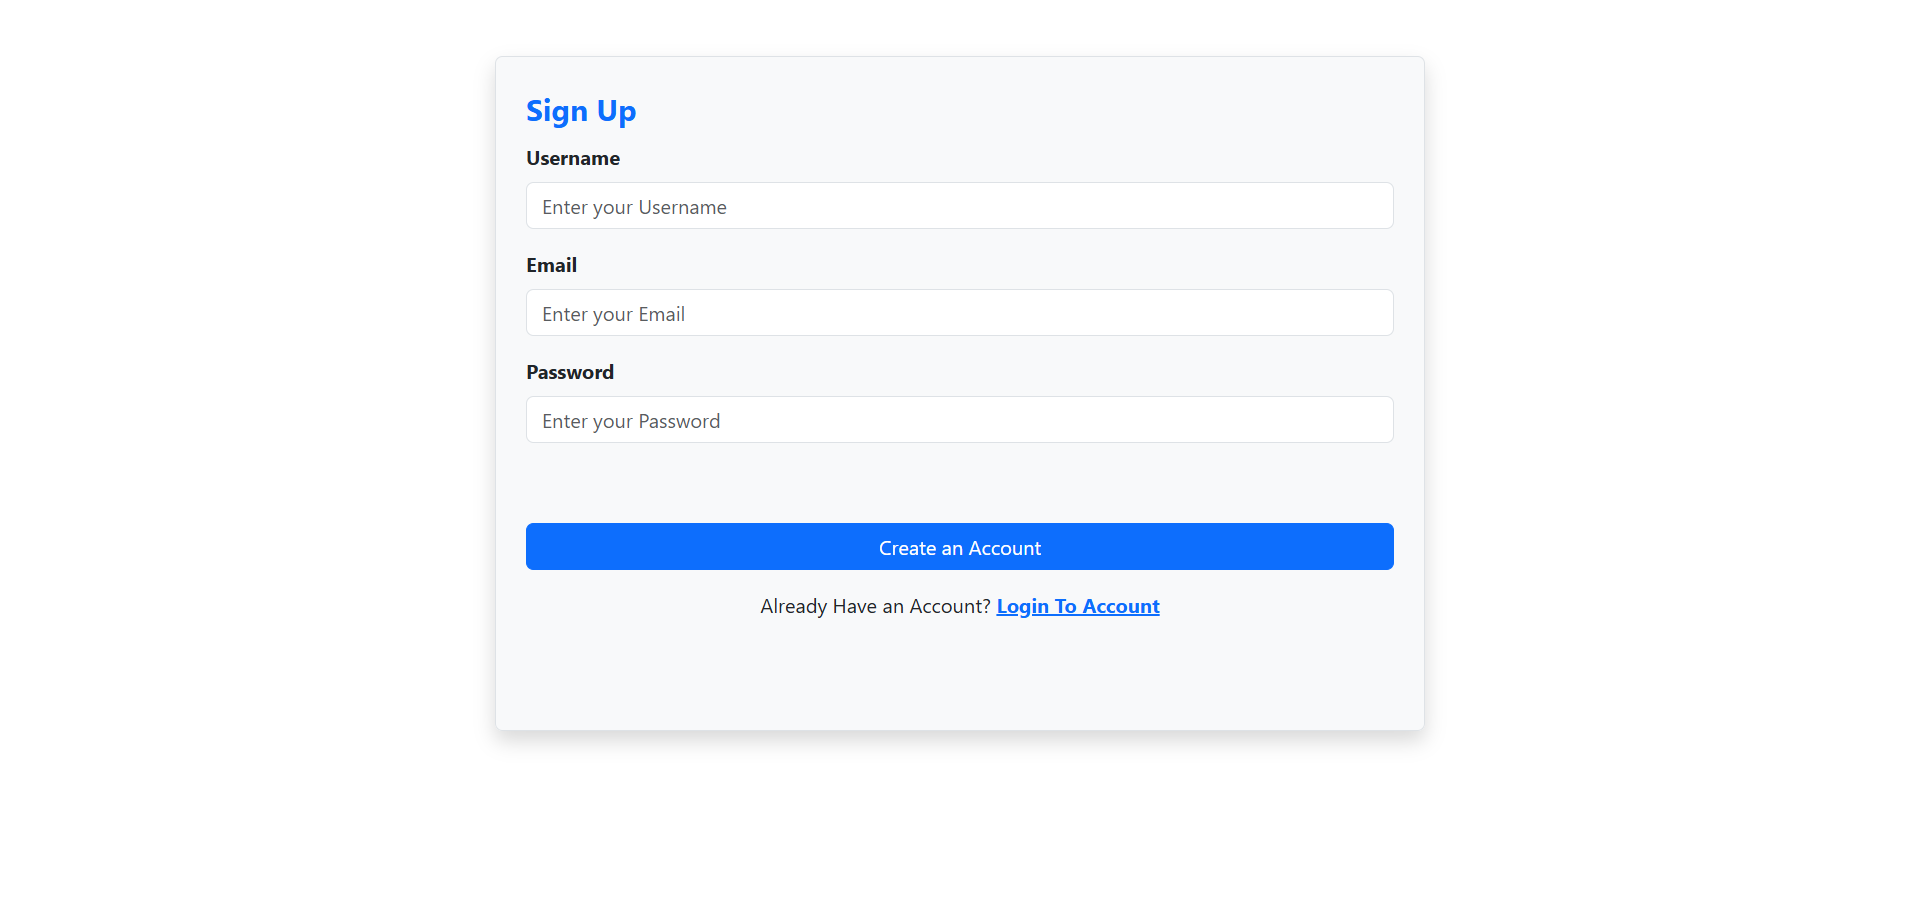 Sign Up
Username
Enter your Username
Email
Enter your Email
Password
Enter your Password
Create an Account
Already Have an Account? Login To Account